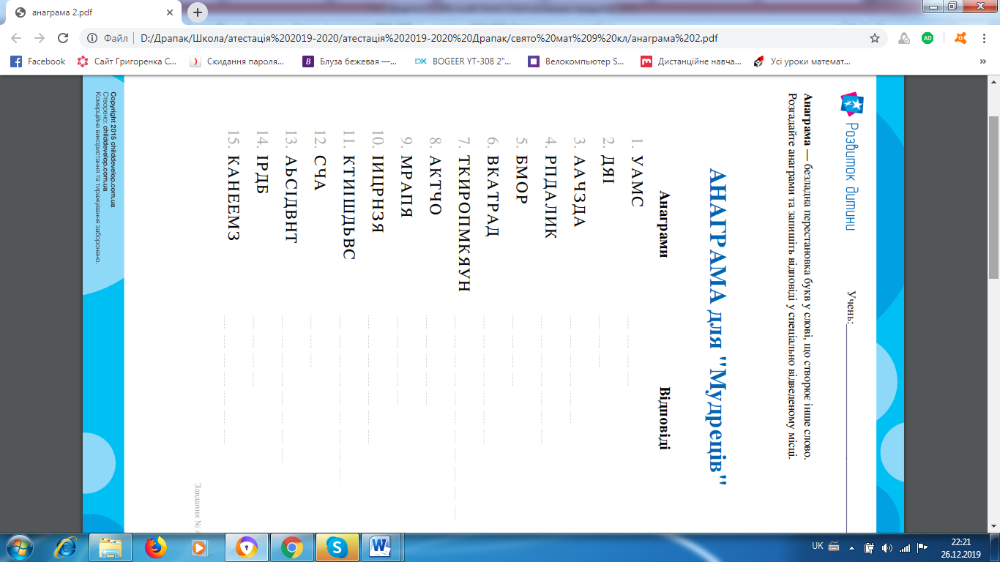 анаграма 2.pdf
Файл | D:/Драпак/Школа/атестація%202019-2020/атестація%202019-2020%20Драпак/свято%20мат%209%20кл/анаграма%202.pdf
Facebook Сайт Григоренка С... Скидання пароля... Блуза бежевая —... BOGEER YT-308 2"... Велокомпьютер S... Дистанційне навча... Усі уроки математ...
Розвиток дитини
Учень:
Анаграма — безладна перестановка букв у слові, що створює інше слово.
Розгадайте анаграми та запишіть відповіді у спеціально відведеному місці.
АНАГРАМА для "Мудреців"
Анаграми Відповіді
1. УАМС
2. ДЯІ
3. ААЧЗДА
4. РПДАЛИК
5. БМОР
6. ВКАТРАД
7. ТКИРОПМКЯУН
8. АКТЧО
9. МРАПЯ
10. ІИЦРНЗЯ
11. КТИІШДЬВС
12. СЧА
13. АЬСІДВНТ
14. ІРДБ
15. КАНЕЕМЗ
Завдання №
Copyright 2015 childdevelop.com.ua
Створено: childdevelop.com.ua
Комерційне використання та тиражування заборонено.
UK
22:21
26.12.2019